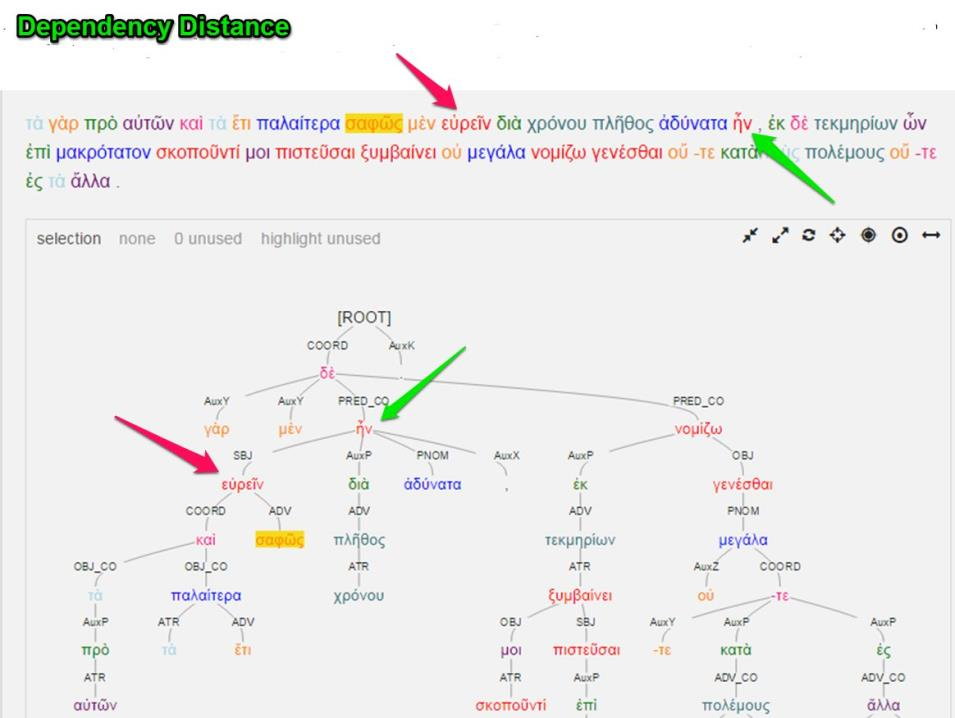 Dependency Distance
τὰ γὰρ πρὸ αὐτῶν καὶ τὰ ἔτι παλαίτερα σαφῶς μὲν εὑρεῖν διὰ χρόνου πλῆθος ἀδύνατα ἦν , ἐκ δὲ τεκμηρίων ὧν
ἐπὶ μακρότατον σκοποῦντί μοι πιστεῦσαι ξυμβαίνει οὐ μεγάλα νομίζω γενέσθαι οὔ -τε κατὰ πολέμους οὔ -τε
ἐς τὰ ἄλλα .
selection none 0 unused highlight unused
[ROOT]
COORD AuxK
δὲ .
AuxY AuxY PRED_CO PRED_CO
γὰρ μὲν ἦν νομίζω
SBJ AuxP PNOM AuxX AuxP OBJ
εὑρεῖν διὰ ἀδύνατα , ἐκ γενέσθαι
COORD ADV ADV ADV PNOM
καὶ σαφῶς πλῆθος τεκμηρίων μεγάλα
OBJ_CO OBJ_CO ATR ATR AuxZ COORD
τὰ παλαίτερα χρόνου ξυμβαίνει οὐ -τε
AuxP ATR ADV OBJ SBJ AuxY AuxP AuxP
πρὸ τὰ ἔτι μοι πιστεῦσαι -τε κατὰ ἐς
ATR ATR AuxP ADV_CO ADV_CO
αὐτῶν σκοποῦντί ἐπὶ πολέμους ἄλλα